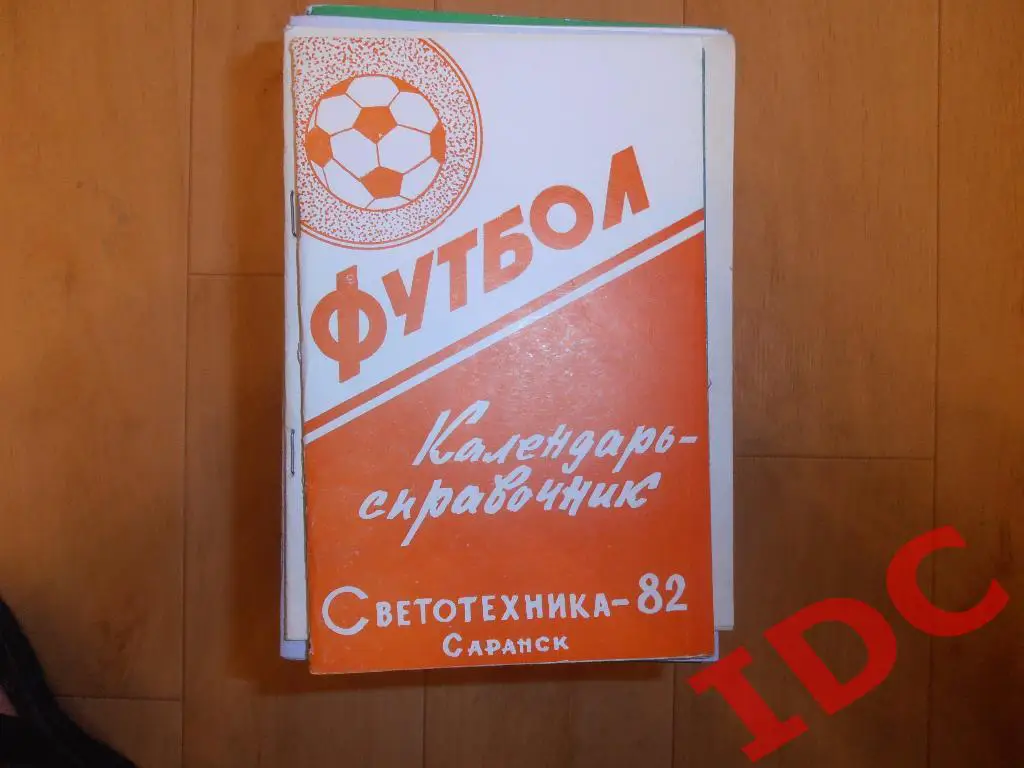 ФУТБОЛ
Календарь-
справочник
СВЕТОТЕХНИКА-82
САРАНСК
IDC